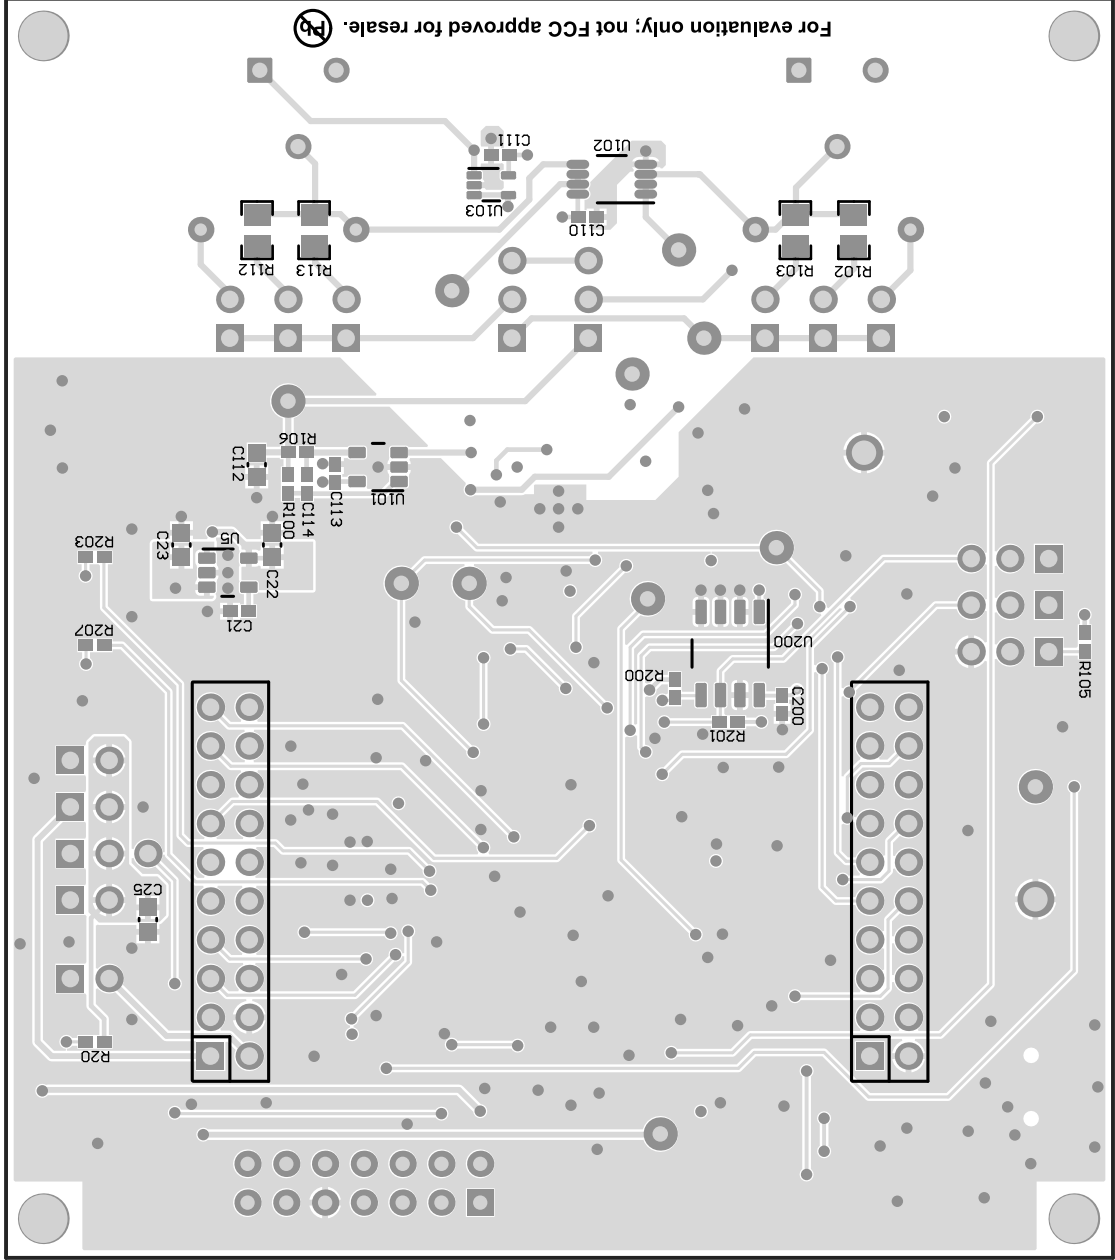 For evaluation only; not FCC approved for resale. Pb
C111
U102
U103
C110
R112
R113
R103
R102
R106
C112
U101
C113
R100
C114
R203
C23
U5
C22
C21
R207
U200
R200
C200
R201
R105
C25
R20